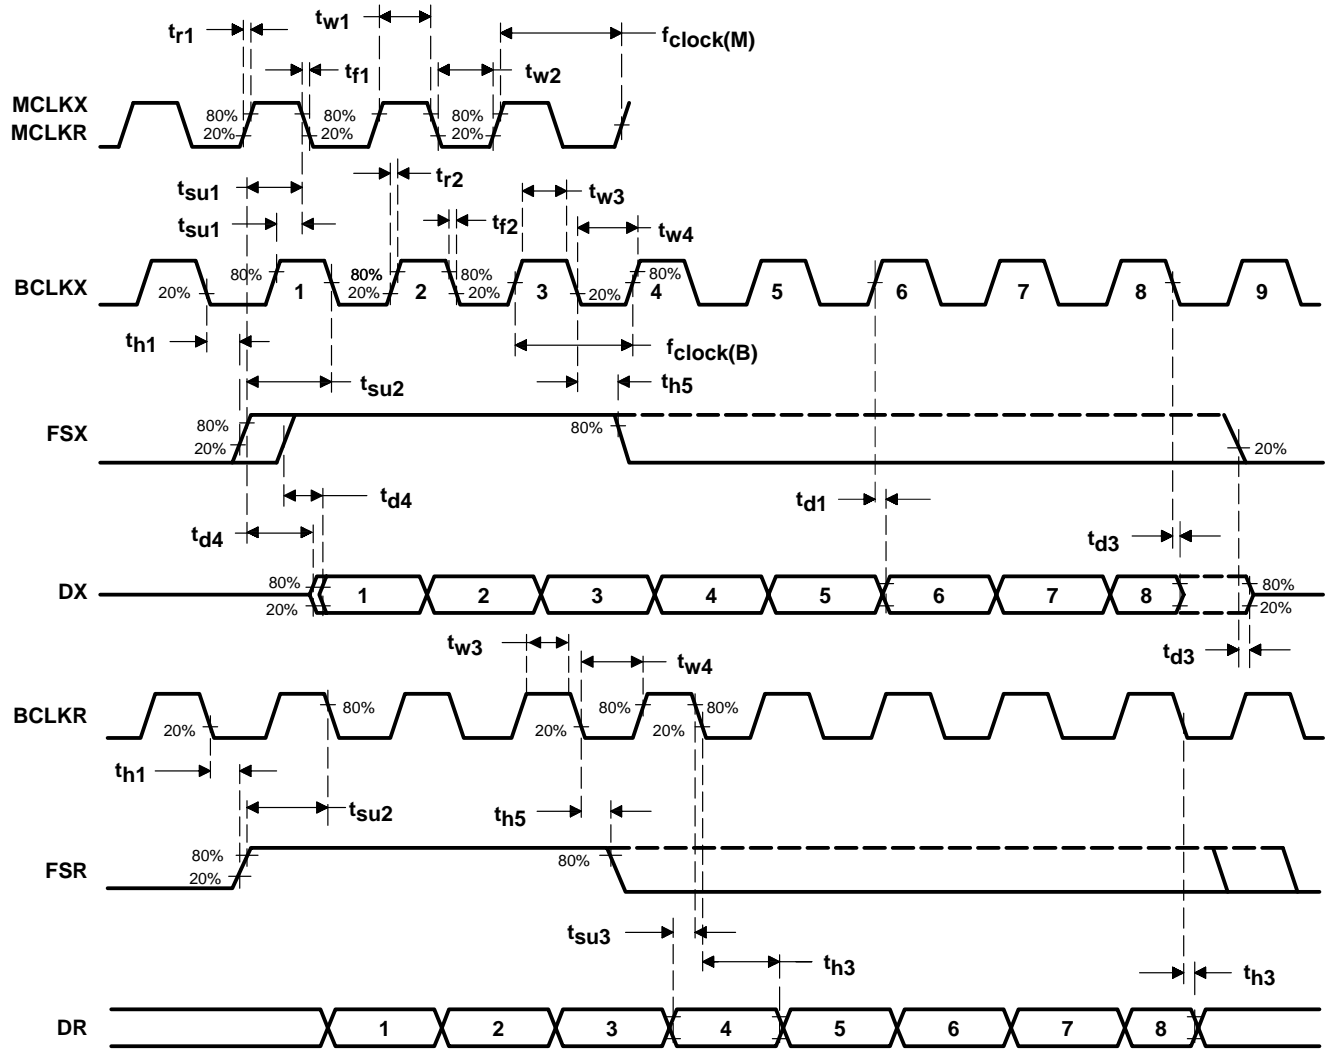 tr1 tw1 fclock(M)
tf1 tw2
MCLKX 80% 80% 80%
MCLKR 20% 20% 20%
tsu1 tr2
tw3
tsu1 tf2 tw4
80% 80% 80% 80% 80%
BCLKX 20% 1 20% 2 20% 3 20% 4 5 6 7 8 9
th1 fclock(B)
tsu2 th5
80% 80%
FSX 20% 20%
td4 td1
td4 td3
80% 80%
DX 1 2 3 4 5 6 7 8
20% 20%
tw3 tw4 td3
80% 80% 80%
BCLKR 20% 20% 20%
th1
tsu2 th5
80% 80%
FSR 20%
tsu3
th3 th3
DR 1 2 3 4 5 6 7 8